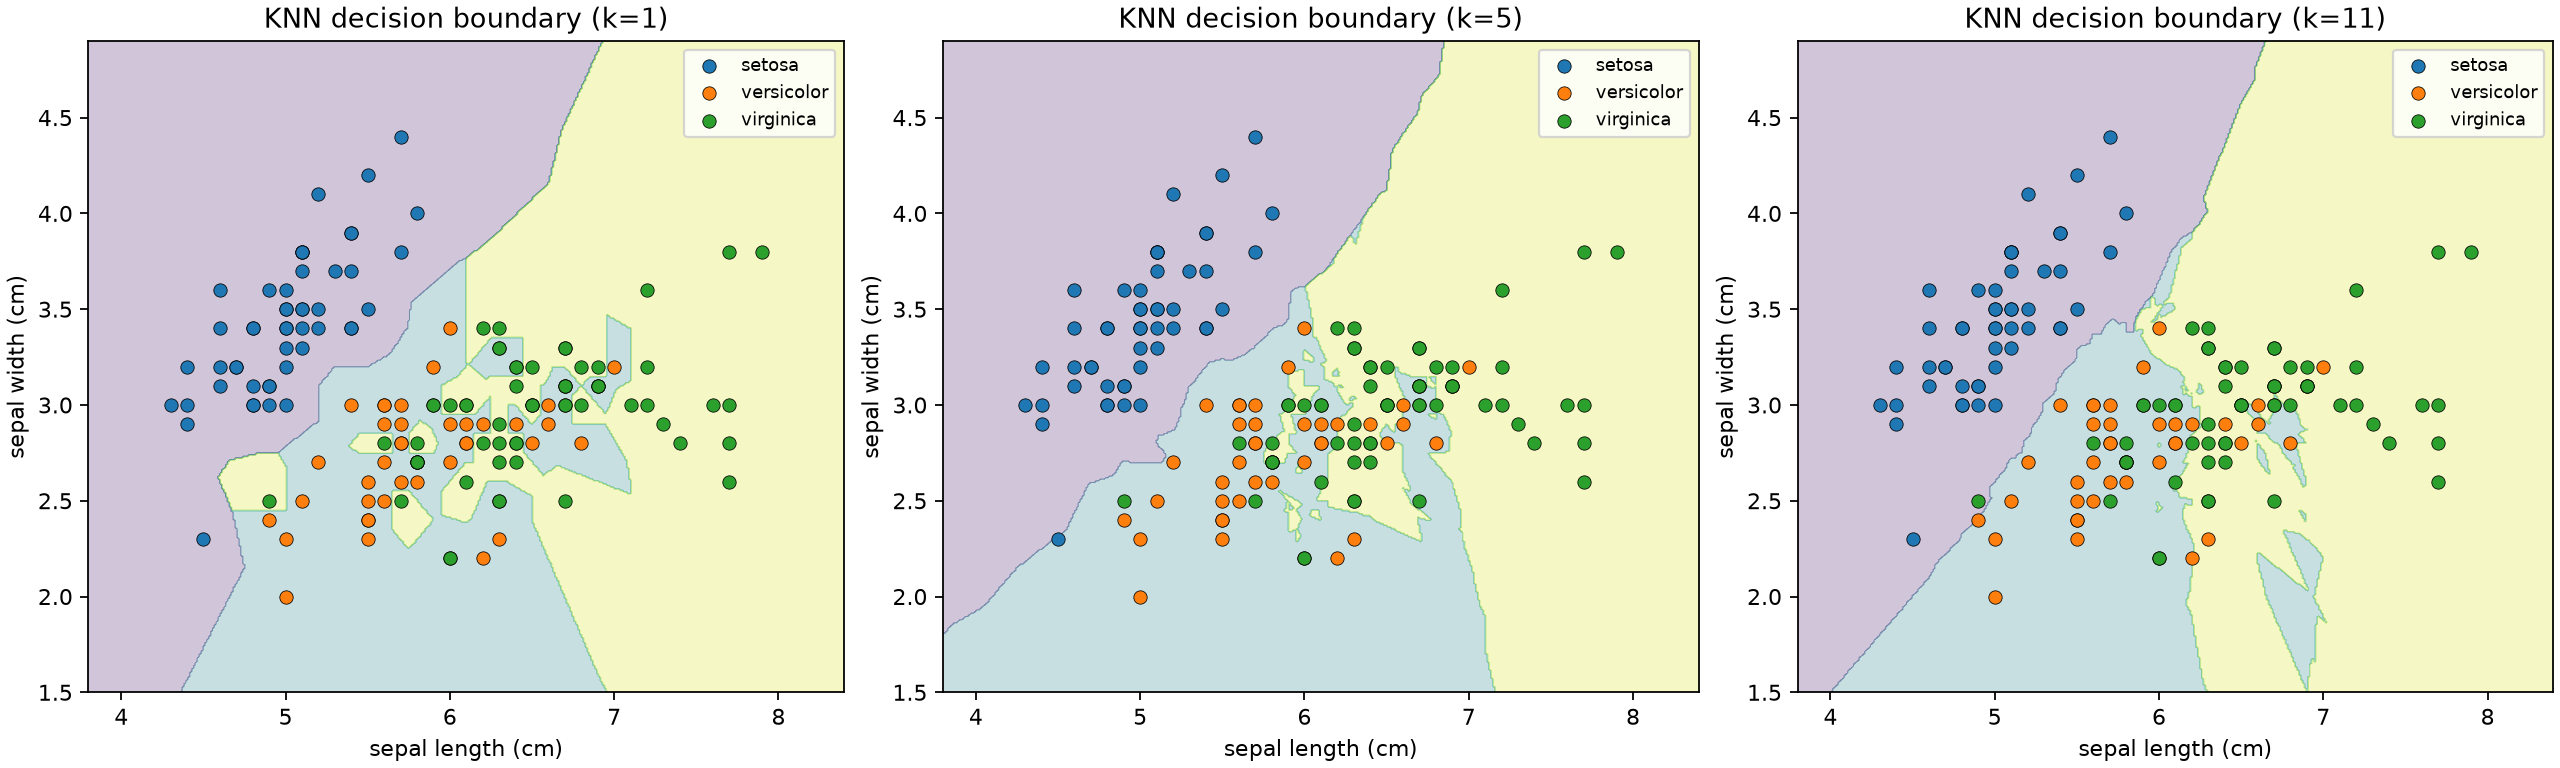 KNN decision boundary (k=1)
setosa
versicolor
virginica
4.5
4.0
3.5
3.0
2.5
2.0
1.5
sepal width (cm)
4 5 6 7 8
sepal length (cm)
KNN decision boundary (k=5)
setosa
versicolor
virginica
4.5
4.0
3.5
3.0
2.5
2.0
1.5
sepal width (cm)
4 5 6 7 8
sepal length (cm)
KNN decision boundary (k=11)
setosa
versicolor
virginica
4.5
4.0
3.5
3.0
2.5
2.0
1.5
sepal width (cm)
4 5 6 7 8
sepal length (cm)